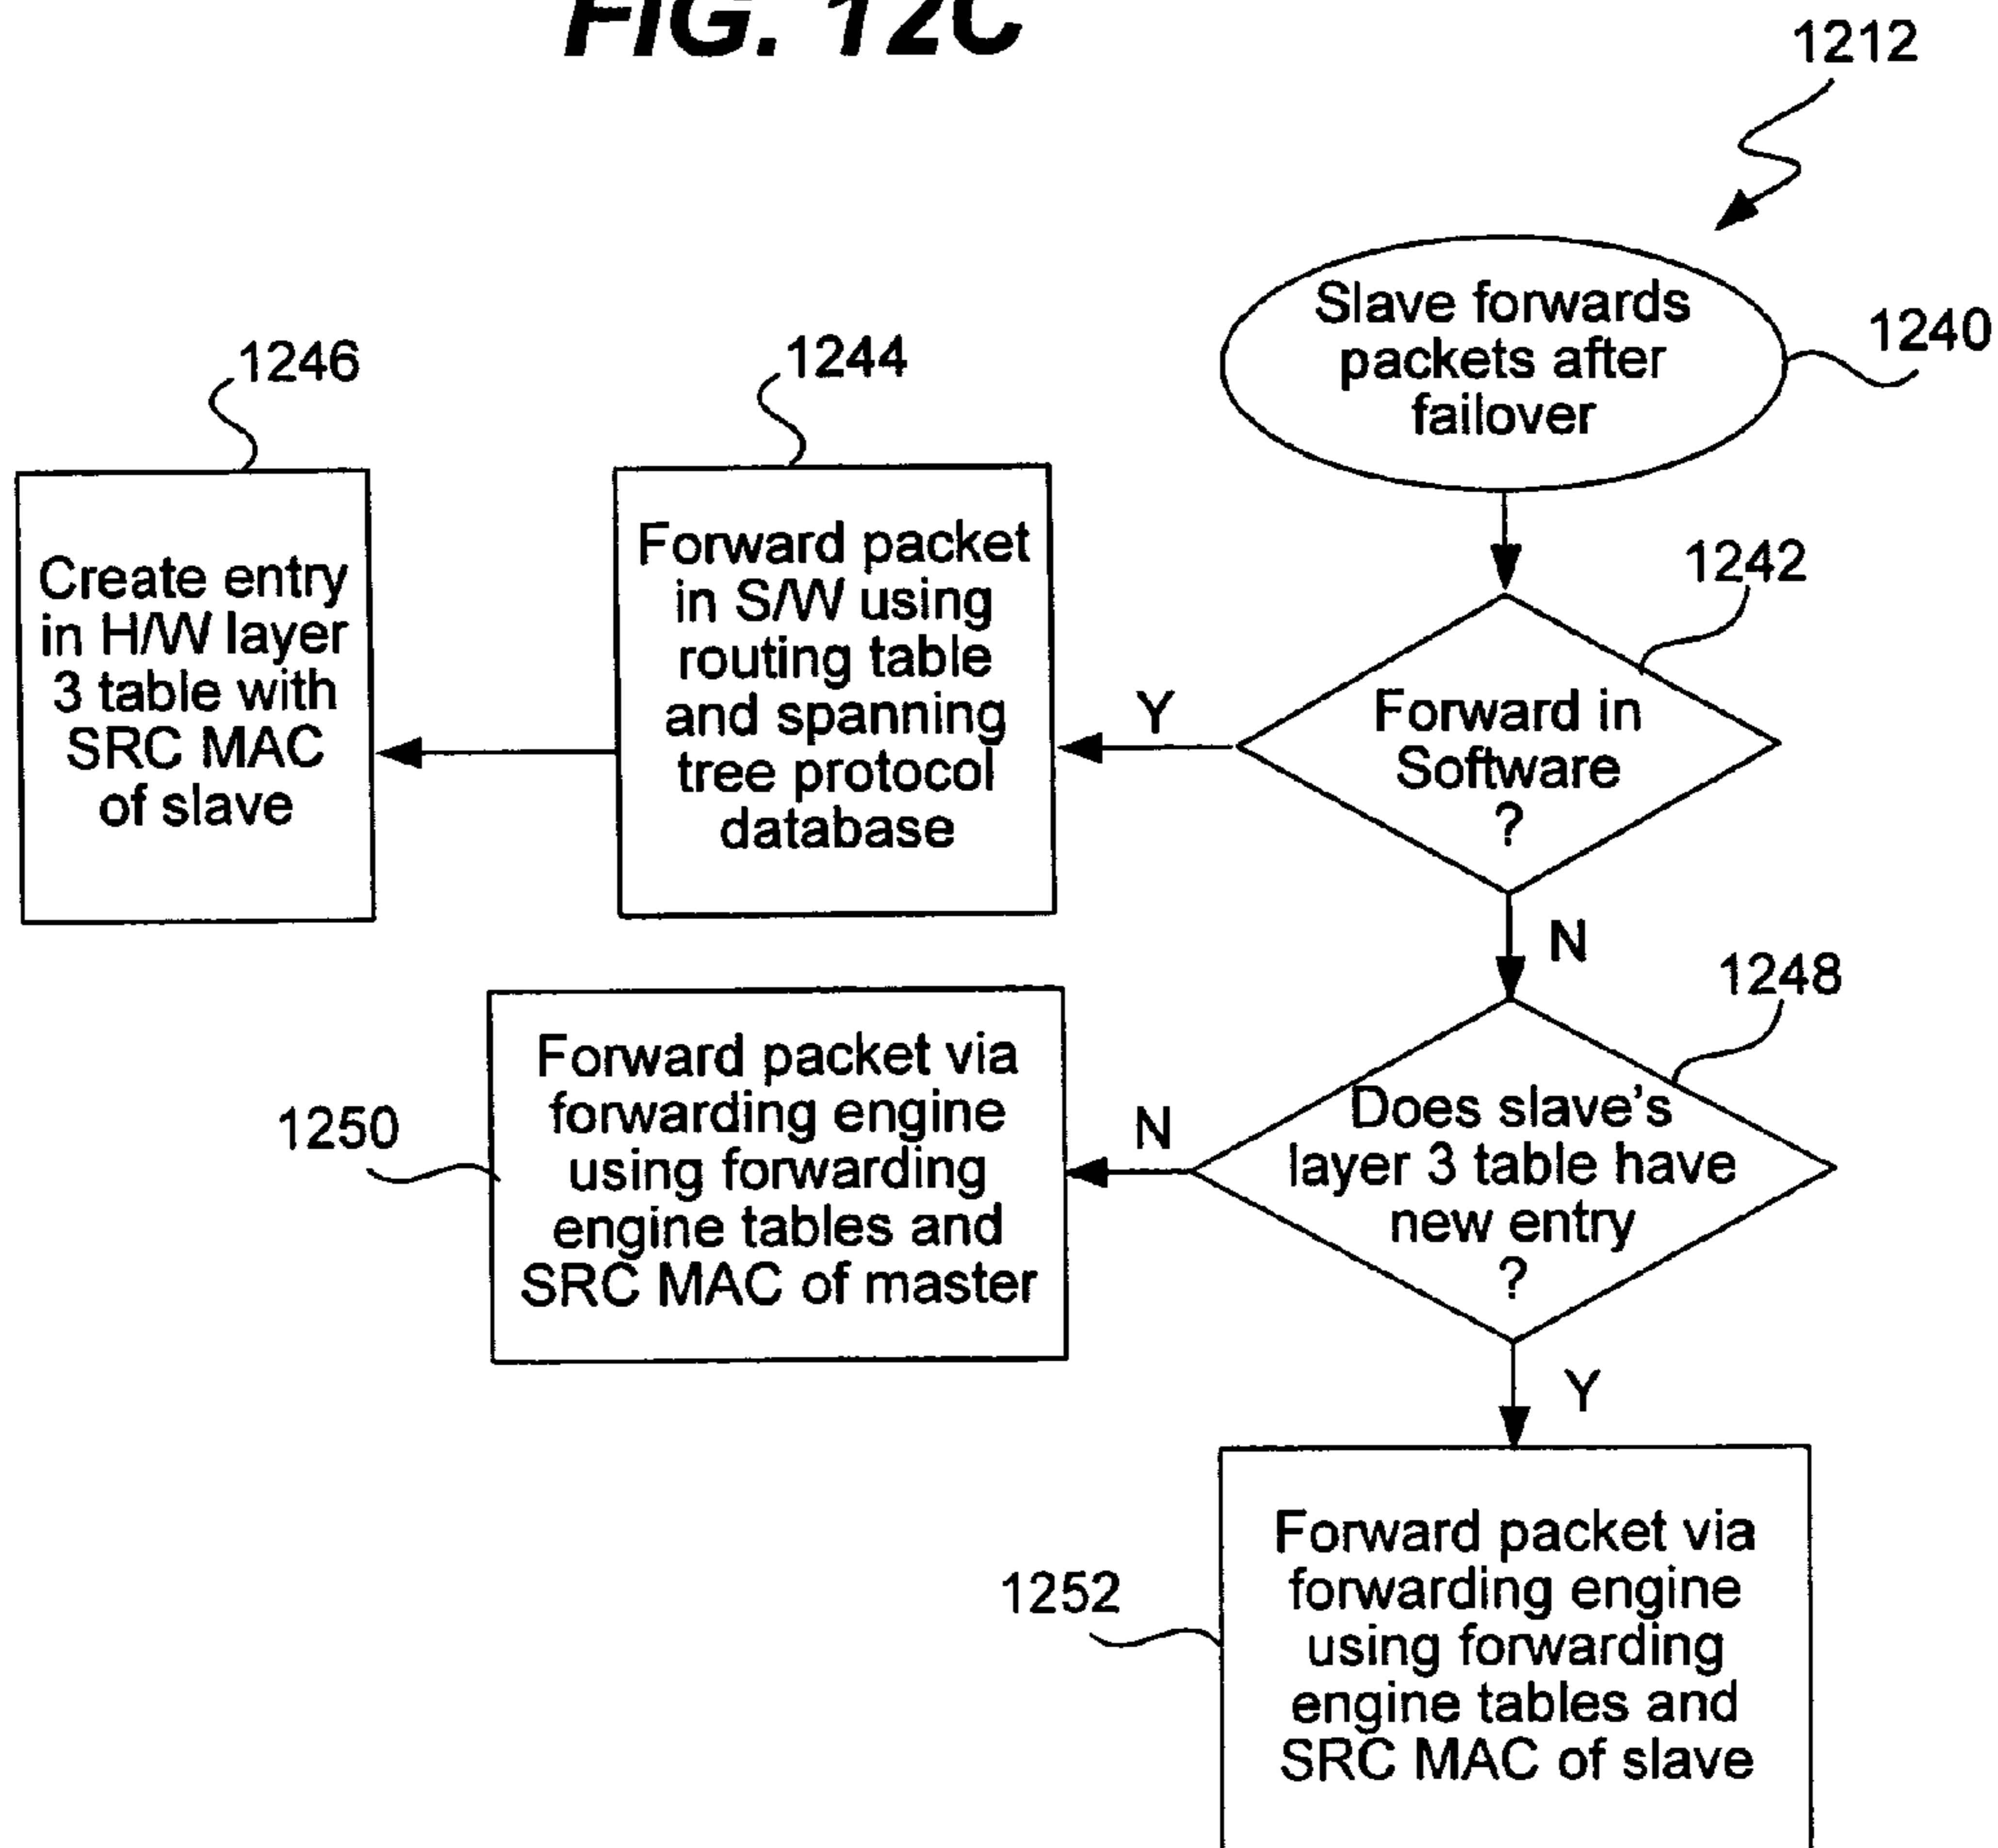 FIG. 12C
1212
Slave forwards
packets after
failover
1240
1246
1244
Create entry
in H/W layer
3 table with
SRC MAC
of slave
Forward packet
in S/W using
routing table
and spanning
tree protocol
database
Y
1242
Forward in
Software
?
N
1248
Does slave's
layer 3 table have
new entry
?
N
1250
Forward packet via
forwarding engine
using forwarding
engine tables and
SRC MAC of master
Y
1252
Forward packet via
forwarding engine
using forwarding
engine tables and
SRC MAC of slave